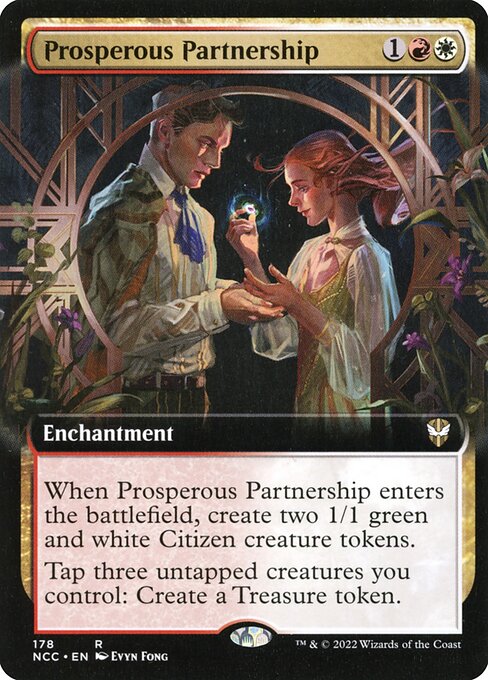 Prosperous Partnership 1
Enchantment
When Prosperous Partnership enters
the battlefield, create two 1/1 green
and white Citizen creature tokens.
Tap three untapped creatures you
control: Create a Treasure token.
178 R
NCC • EN Evyn Fong
™ & © 2022 Wizards of the Coast